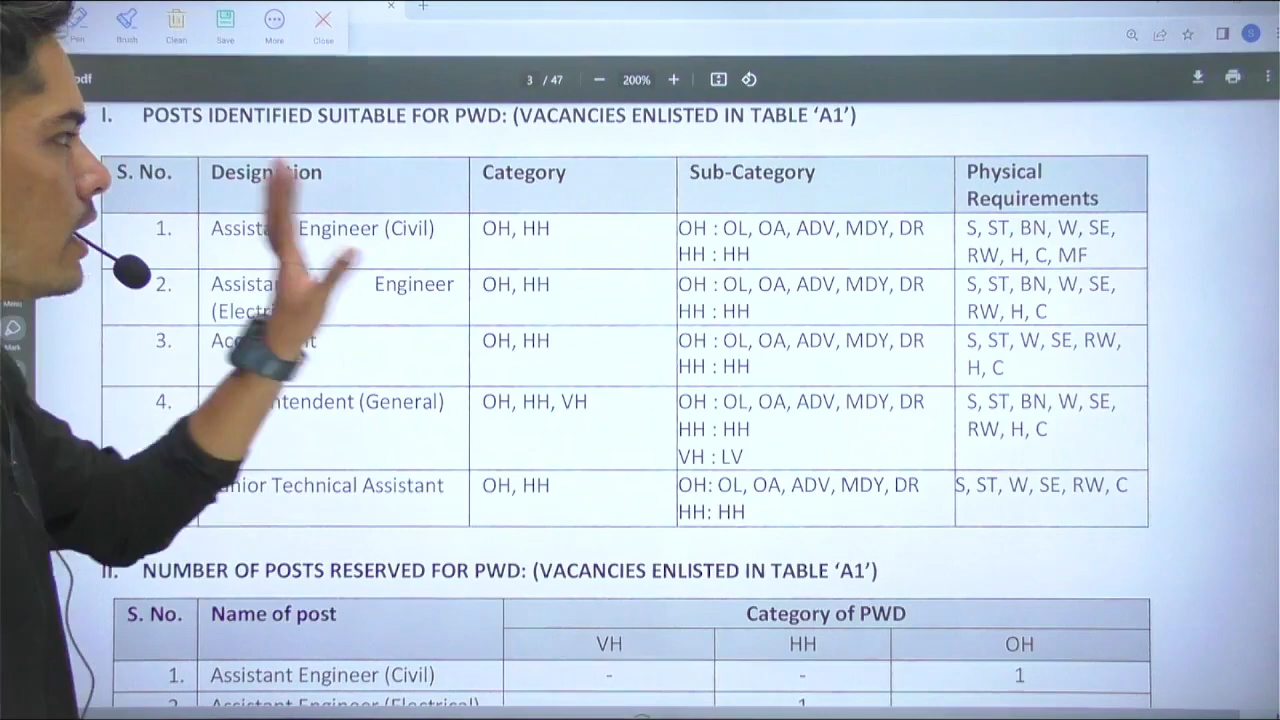 Pen Brush Clean Save More Close
pdf 3 / 47 200%
S
I. POSTS IDENTIFIED SUITABLE FOR PWD: (VACANCIES ENLISTED IN TABLE ‘A1’)
S. No. Category Sub-Category Physical
Requirements
1. Engineer (Civil) OH, HH OH : OL, OA, ADV, MDY, DR S, ST, BN, W, SE,
HH : HH RW, H, C, MF
2. Engineer OH, HH OH : OL, OA, ADV, MDY, DR S, ST, BN, W, SE,
HH : HH RW, H, C
3. OH, HH OH : OL, OA, ADV, MDY, DR S, ST, W, SE, RW,
HH : HH H, C
4. (General) OH, HH, VH OH : OL, OA, ADV, MDY, DR S, ST, BN, W, SE,
HH : HH RW, H, C
VH : LV
Technical Assistant OH, HH OH: OL, OA, ADV, MDY, DR S, ST, W, SE, RW, C
HH: HH
Menu
Mark
II. NUMBER OF POSTS RESERVED FOR PWD: (VACANCIES ENLISTED IN TABLE ‘A1’)
S. No. Name of post Category of PWD
VH HH OH
1. Assistant Engineer (Civil) - - 1
2. Assistant Engineer (Electrical) 1